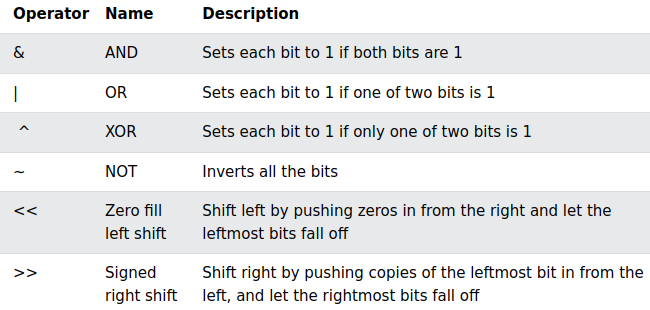 Operator Name Description
& AND Sets each bit to 1 if both bits are 1
| OR Sets each bit to 1 if one of two bits is 1
^ XOR Sets each bit to 1 if only one of two bits is 1
~ NOT Inverts all the bits
<< Zero fill Shift left by pushing zeros in from the right and let the
left shift leftmost bits fall off
>> Signed Shift right by pushing copies of the leftmost bit in from the
right shift left, and let the rightmost bits fall off